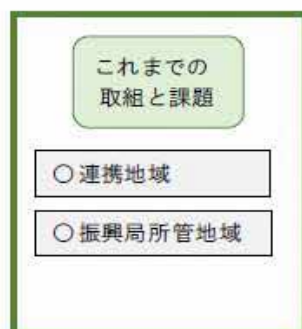 これまでの
取組と課題
○連携地域
○振興局所管地域